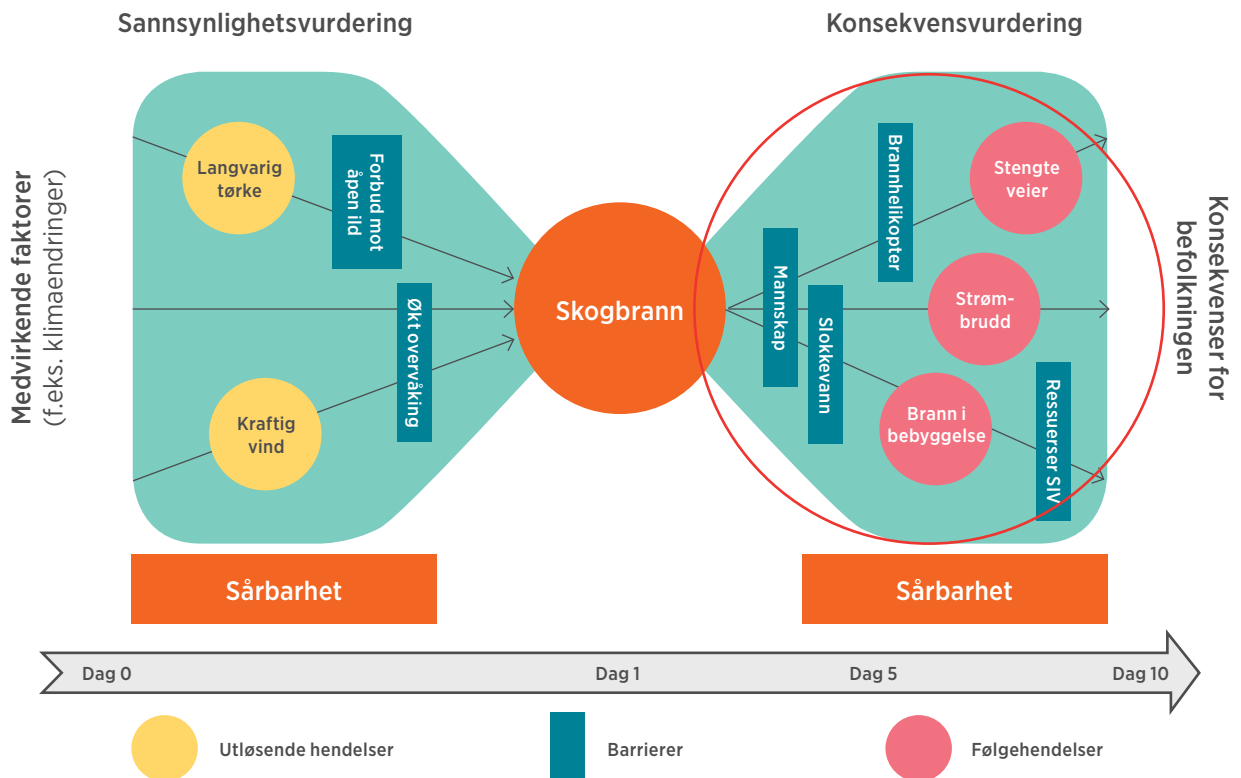 Sannsynlighetsvurdering
Konsekvensvurdering
Medvirkende faktorer
(f.eks. klimaendringer)
Langvarig
tørke
Forbud mot
åpen ild
Økt overvåking
Kraftig
vind
Skogbrann
Mannskap
Slokkevann
Brannhelikopter
Stengte
veier
Strøm-
brudd
Brann i
bebyggelse
Ressuerser SIV
Konsekvenser for
befolkningen
Sårbarhet
Sårbarhet
Dag 0
Dag 1
Dag 5
Dag 10
Utløsende hendelser
Barrierer
Følgehendelser